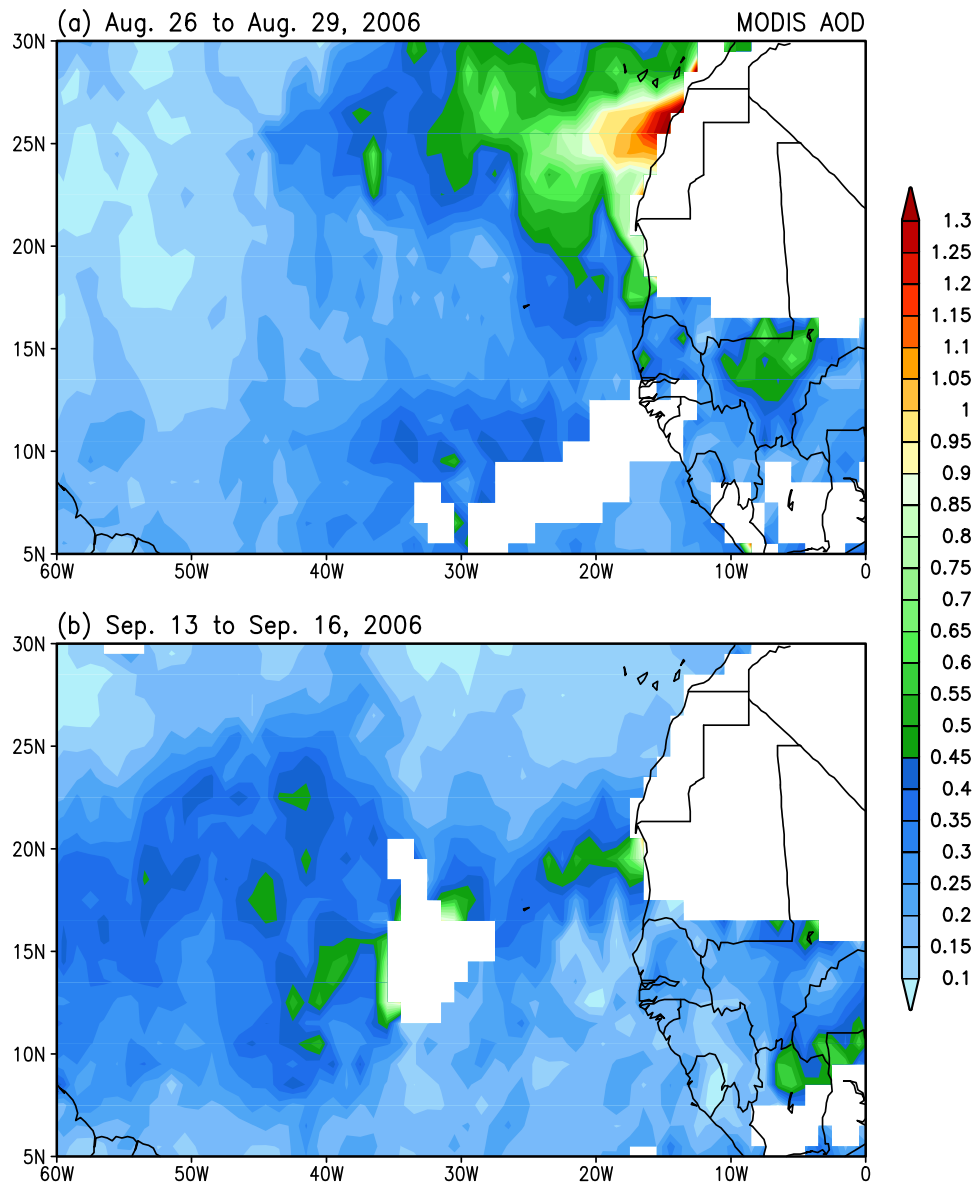 (a) Aug. 26 to Aug. 29, 2006 MODIS AOD
30N
25N
20N
15N
10N
5N
60W 50W 40W 30W 20W 10W 0
1.3
1.25
1.2
1.15
1.1
1.05
1
0.95
0.9
0.85
0.8
0.75
0.7
0.65
0.6
0.55
0.5
0.45
0.4
0.35
0.3
0.25
0.2
0.15
0.1
(b) Sep. 13 to Sep. 16, 2006
30N
25N
20N
15N
10N
5N
60W 50W 40W 30W 20W 10W 0